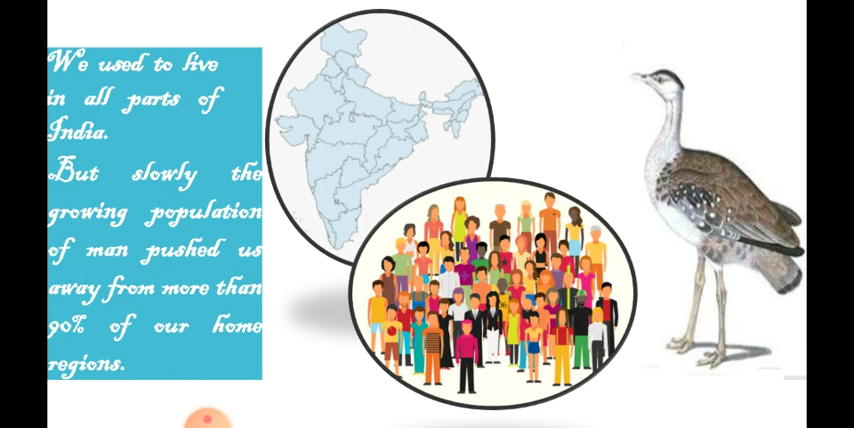 We used to live
in all parts of
India.
But slowly the
growing population
of man pushed us
away from more than
90% of our home
regions.